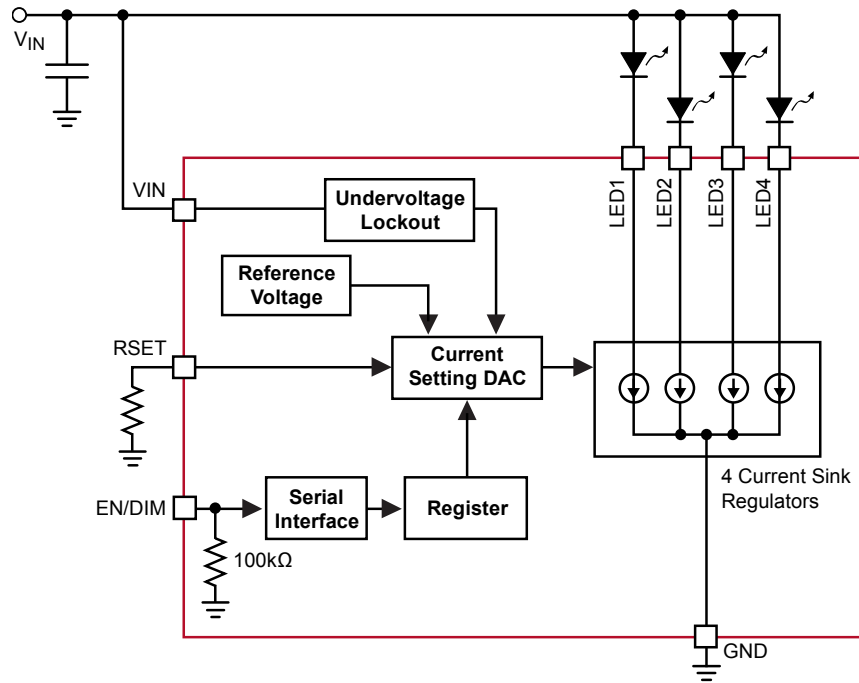 VIN
VIN
Undervoltage
Lockout
LED1
LED2
LED3
LED4
Reference
Voltage
RSET
Current
Setting DAC
4 Current Sink
Regulators
EN/DIM
Serial
Interface
Register
100kΩ
GND